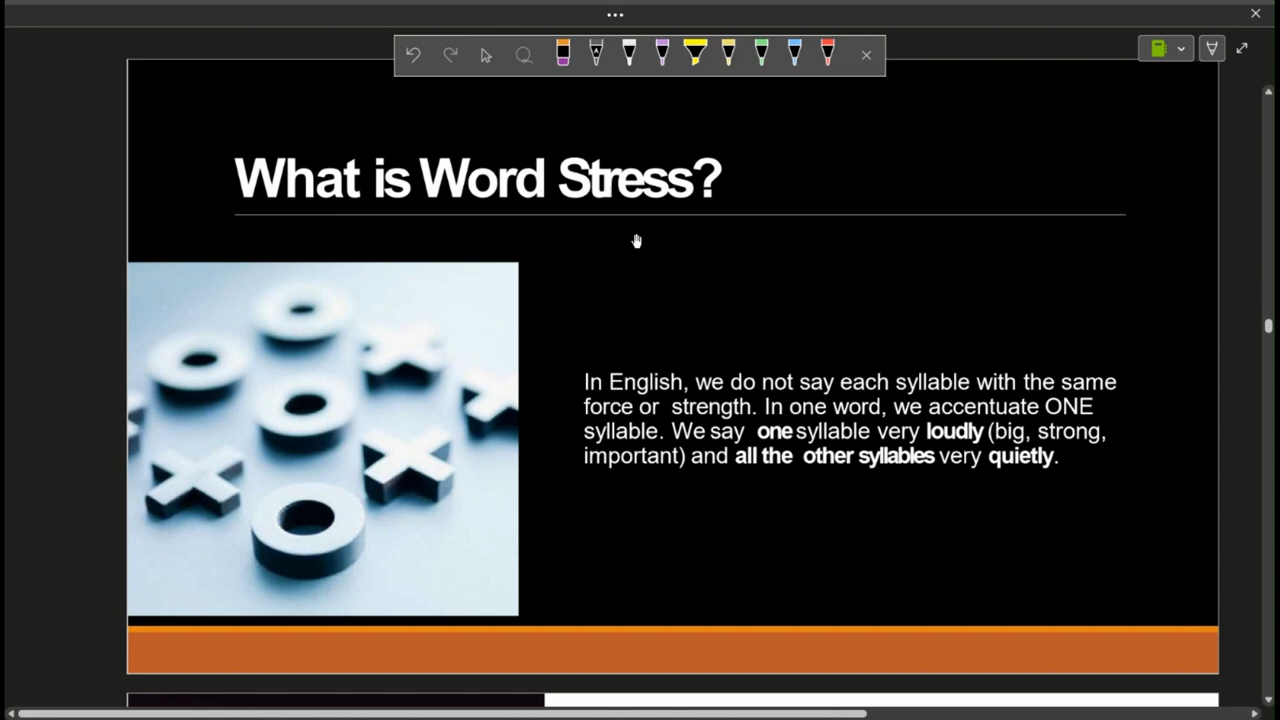 What is Word Stress?
In English, we do not say each syllable with the same
force or strength. In one word, we accentuate ONE
syllable. We say one syllable very loudly (big, strong,
important) and all the other syllables very quietly.